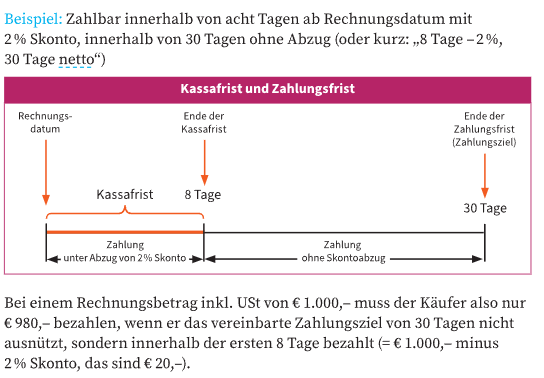 Beispiel: Zahlbar innerhalb von acht Tagen ab Rechnungsdatum mit
2 % Skonto, innerhalb von 30 Tagen ohne Abzug (oder kurz: „8 Tage – 2 %,
30 Tage netto“)
Kassafrist und Zahlungsfrist
Rechnungs-
datum
Ende der
Kassafrist
Ende der
Zahlungsfrist
(Zahlungsziel)
Kassafrist
8 Tage
30 Tage
Zahlung
unter Abzug von 2 % Skonto
Zahlung
ohne Skontoabzug
Bei einem Rechnungsbetrag inkl. USt von € 1.000,– muss der Käufer also nur
€ 980,– bezahlen, wenn er das vereinbarte Zahlungsziel von 30 Tagen nicht
ausnützt, sondern innerhalb der ersten 8 Tage bezahlt (= € 1.000,– minus
2 % Skonto, das sind € 20,–).